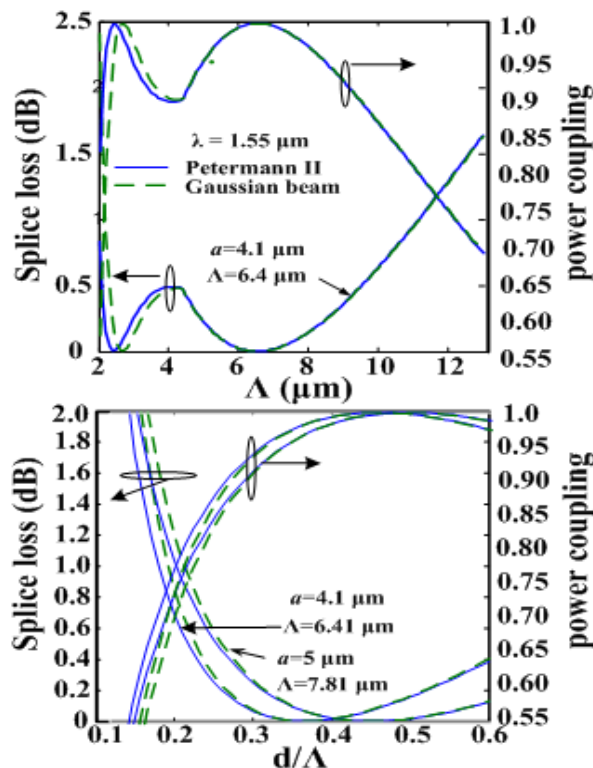 2.5
2
1.5
1
0.5
0
Splice loss (dB)
λ = 1.55 μm
Petermann II
Gaussian beam
a=4.1 μm
Λ=6.4 μm
1.0
0.95
0.9
0.85
0.80
0.75
0.70
0.65
0.60
0.55
power coupling
2 4 6 8 10 12
Λ (μm)
2.0
1.8
1.6
1.4
1.2
1.0
0.8
0.6
0.4
0.2
0
Splice loss (dB)
a=4.1 μm
Λ=6.41 μm
a=5 μm
Λ=7.81 μm
1.0
0.95
0.90
0.85
0.80
0.75
0.70
0.65
0.60
0.55
power coupling
0.1 0.2 0.3 0.4 0.5 0.6
d/Λ